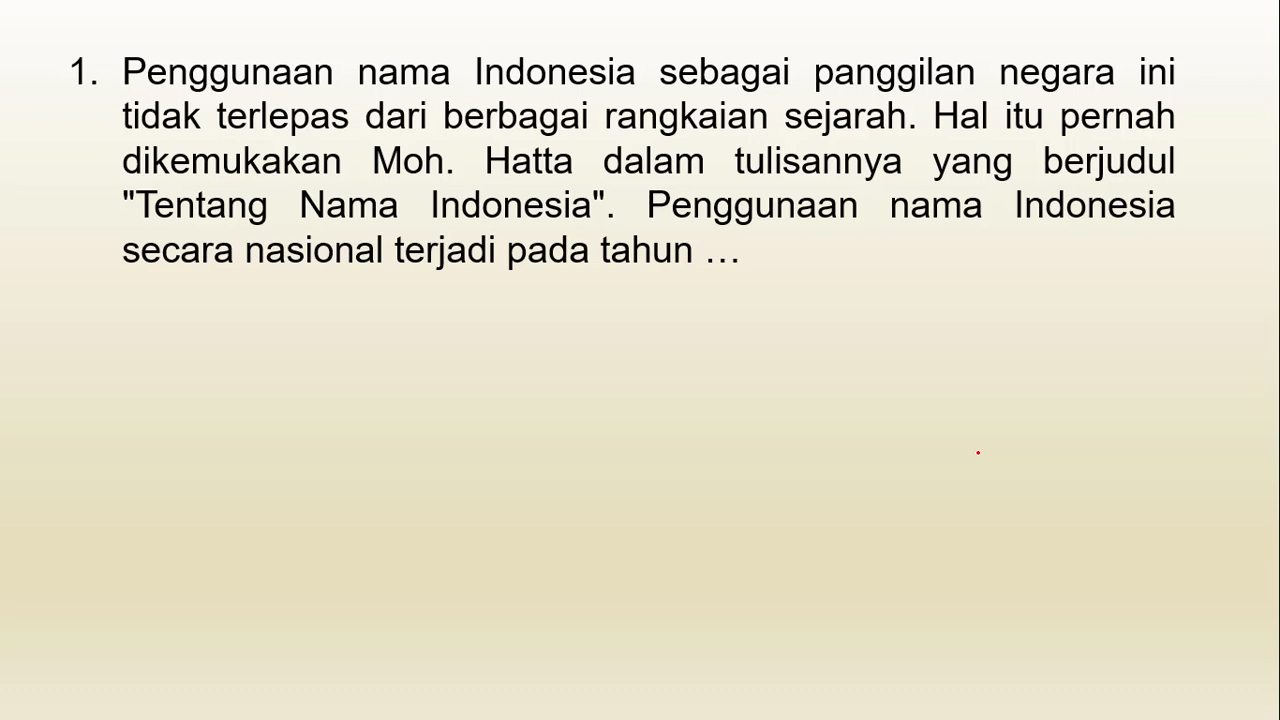 1. Penggunaan nama Indonesia sebagai panggilan negara ini
tidak terlepas dari berbagai rangkaian sejarah. Hal itu pernah
dikemukakan Moh. Hatta dalam tulisannya yang berjudul
"Tentang Nama Indonesia". Penggunaan nama Indonesia
secara nasional terjadi pada tahun …